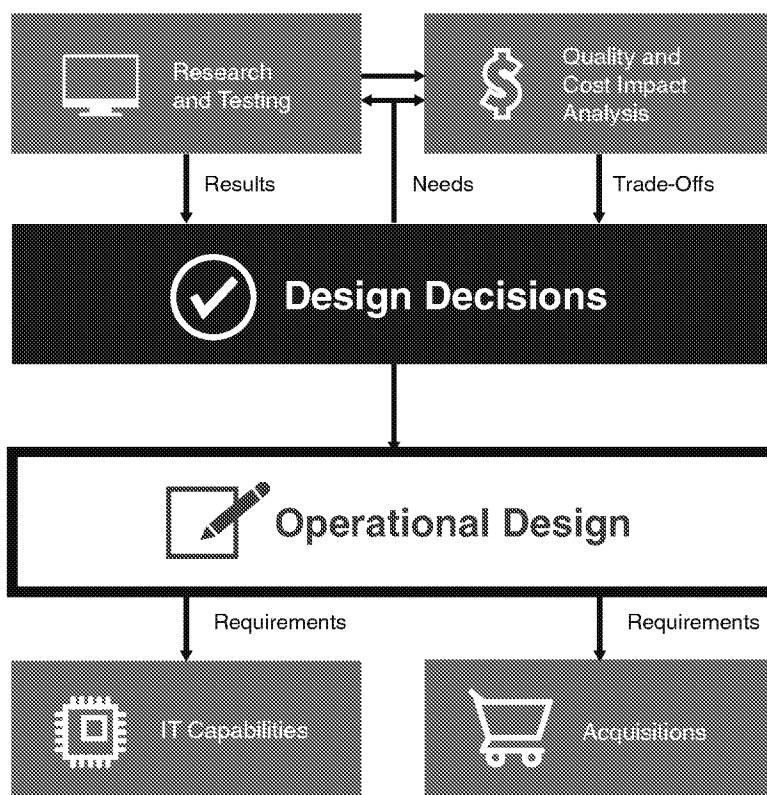 Research
and Testing
Quality and
Cost Impact
Analysis
Results
Needs
Trade-Offs
Design Decisions
Operational Design
Requirements
Requirements
IT Capabilities
Acquisitions